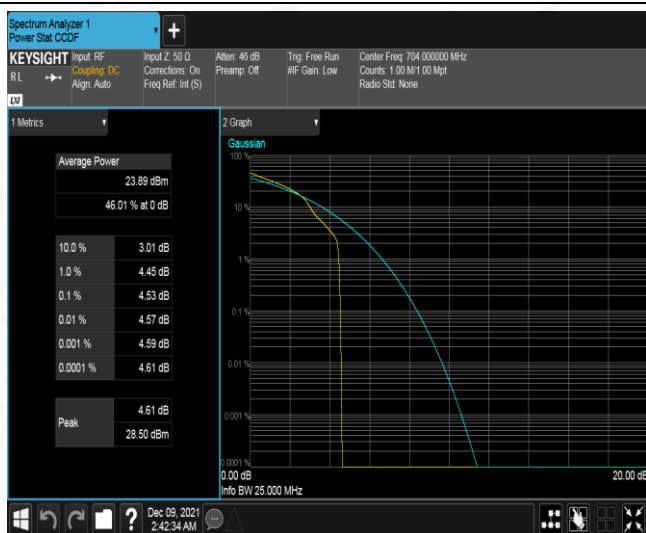 Spectrum Analyzer 1
Power Stat CCDF
+
KEYSIGHT
RL
LXI
Input: RF
Coupling: DC
Align: Auto
Input Z: 50 Ω
Corrections: On
Freq Ref: Int (S)
Atten: 46 dB
Preamp: Off
Trig: Free Run
#IF Gain: Low
Center Freq: 704.000000 MHz
Counts: 1.00 M/1.00 Mpt
Radio Std: None
1 Metrics
Average Power
23.89 dBm
46.01 % at 0 dB
10.0 % 3.01 dB
1.0 % 4.45 dB
0.1 % 4.53 dB
0.01 % 4.57 dB
0.001 % 4.59 dB
0.0001 % 4.61 dB
Peak
4.61 dB
28.50 dBm
2 Graph
Gaussian
100 %
10 %
1 %
0.1 %
0.01 %
0.001 %
0.0001 %
0.00 dB
20.00 dB
Info BW 25.000 MHz
?
Dec 09, 2021
2:42:34 AM